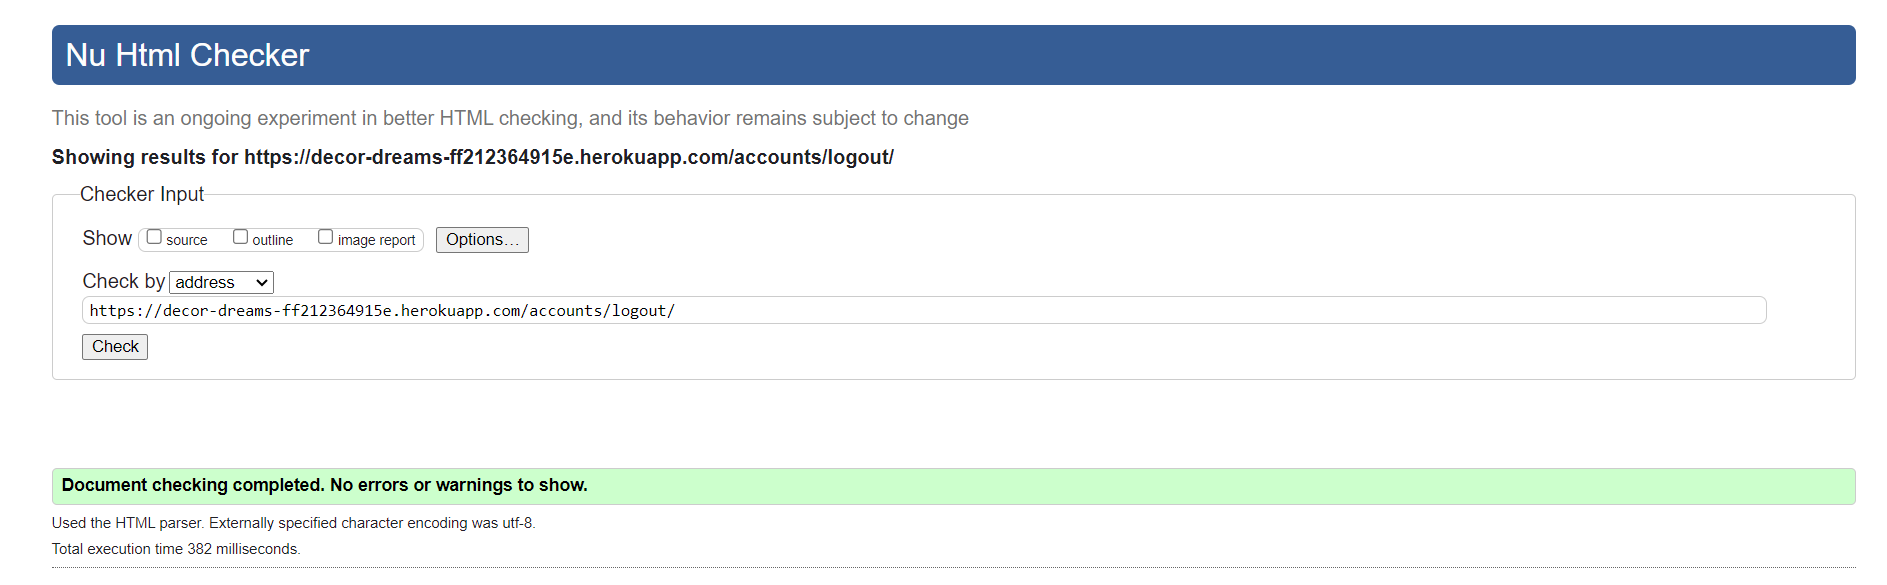 Nu Html Checker
This tool is an ongoing experiment in better HTML checking, and its behavior remains subject to change
Showing results for https://decor-dreams-ff212364915e.herokuapp.com/accounts/logout/
Checker Input
Show source outline image report Options...
Check by address
https://decor-dreams-ff212364915e.herokuapp.com/accounts/logout/
Check
Document checking completed. No errors or warnings to show.
Used the HTML parser. Externally specified character encoding was utf-8.
Total execution time 382 milliseconds.